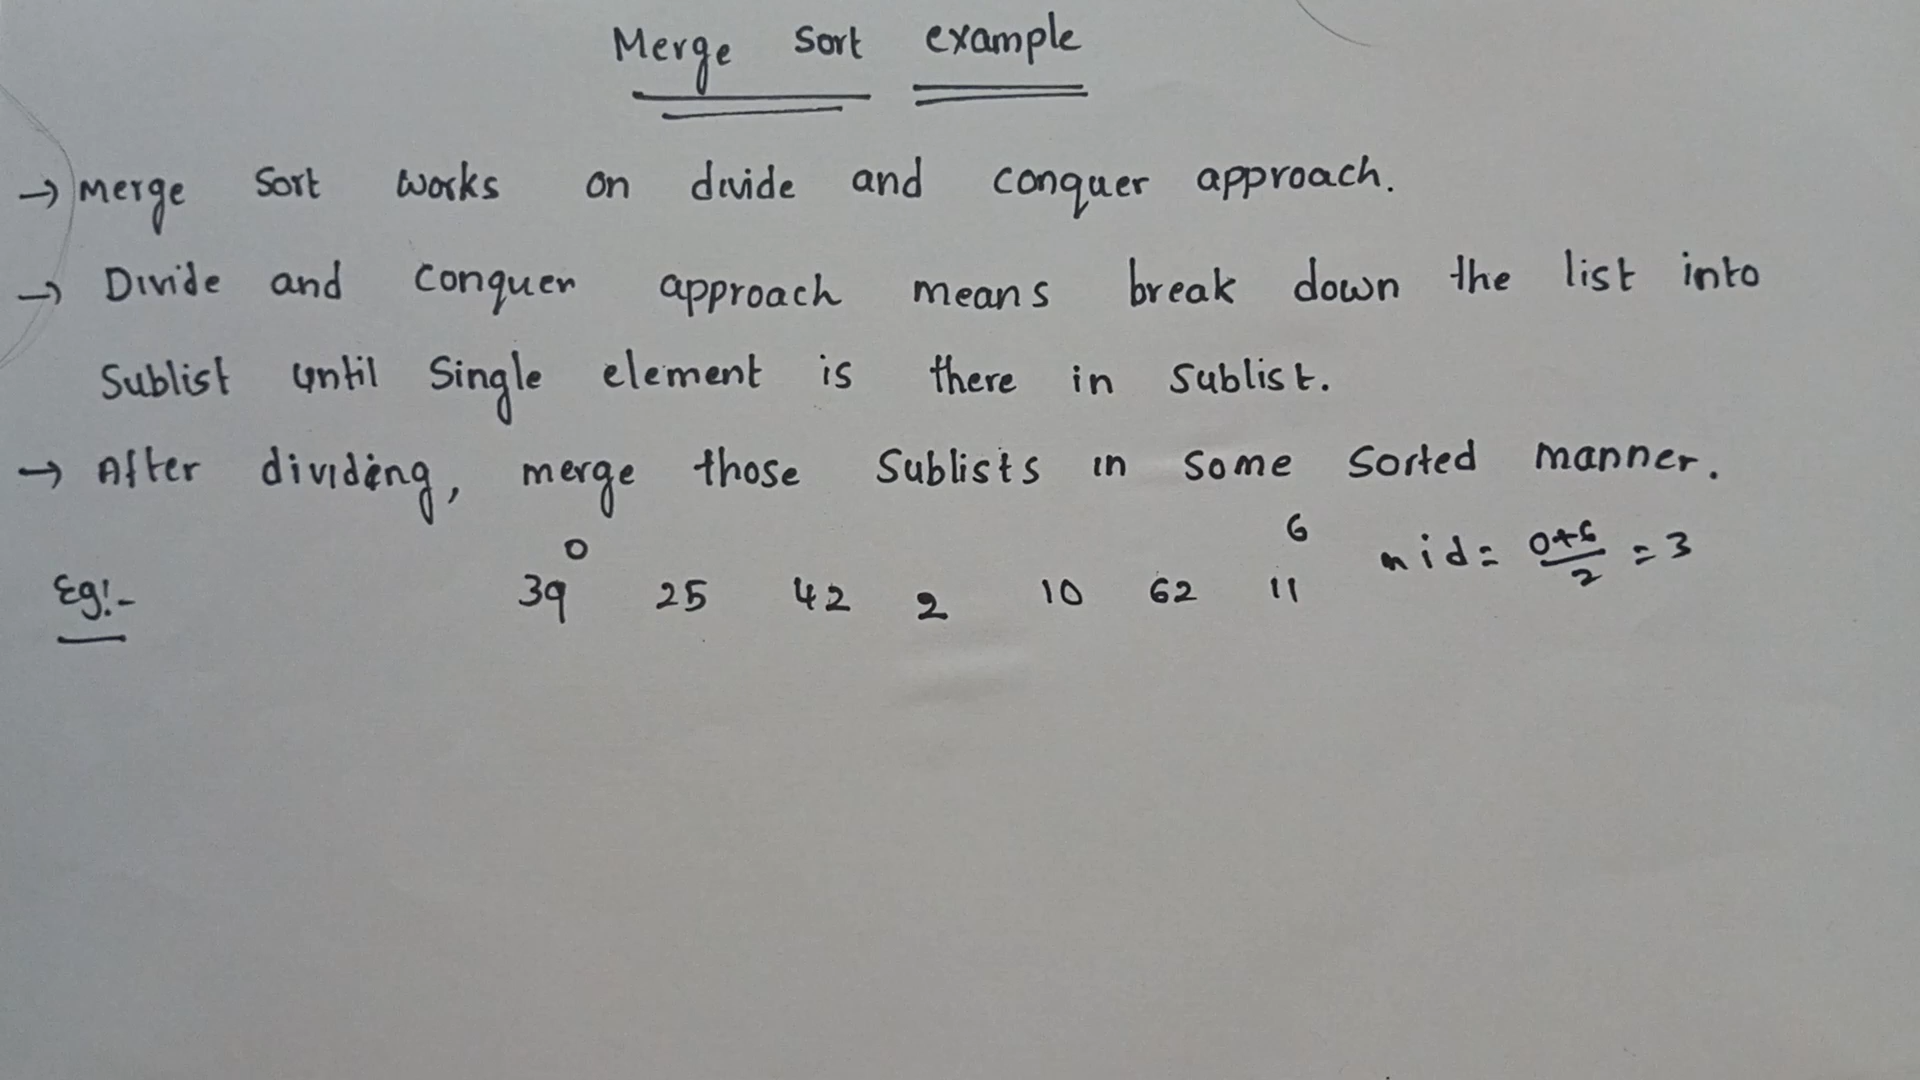 Merge Sort example
→ Merge Sort works on divide and conquer approach.
→ Divide and conquer approach means break down the list into
Sublist until Single element is there in Sublist.
→ After dividing, merge those Sublists in some sorted manner.
0 6
Eg:- 39 25 42 2 10 62 11 mid = 0+6/2 = 3